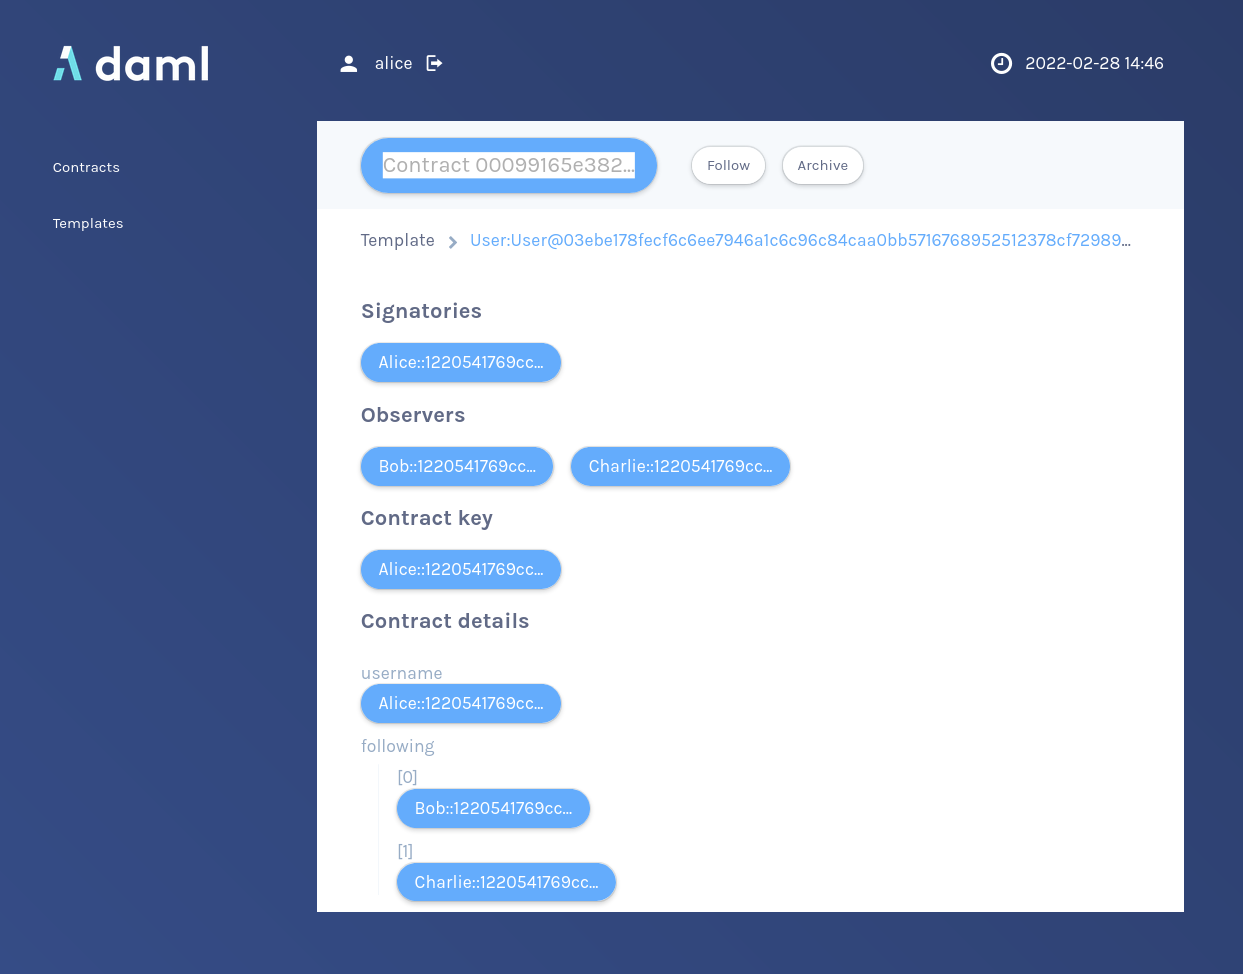 daml
alice
2022-02-28 14:46
Contracts
Templates
Contract 00099165e382...
Follow
Archive
Template
User:User@03ebe178fecf6c6ee7946a1c6c96c84caa0bb5716768952512378cf72989...
Signatories
Alice::1220541769cc...
Observers
Bob::1220541769cc...
Charlie::1220541769cc...
Contract key
Alice::1220541769cc...
Contract details
username
Alice::1220541769cc...
following
[0]
Bob::1220541769cc...
[1]
Charlie::1220541769cc...